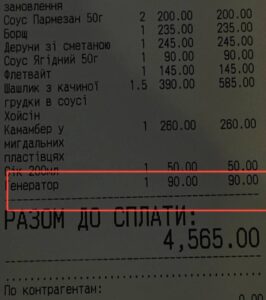 замовлення
Соус Пармезан 50г 2 200.00 200.00
Борщ 1 235.00 235.00
Деруни зі сметаною 1 245.00 245.00
Соус Ягідний 50г 1 90.00 90.00
Флетвайт 1 145.00 145.00
Шашлик з качиної 1.5 390.00 585.00
грудки в соусі
Хойсін
Камамбер у 1 260.00 260.00
мигдальних
пластівцях
Сік 200мл 1 50.00 50.00
Генератор 1 90.00 90.00
РАЗОМ ДО СПЛАТИ:
4,565.00
По контрагентам: